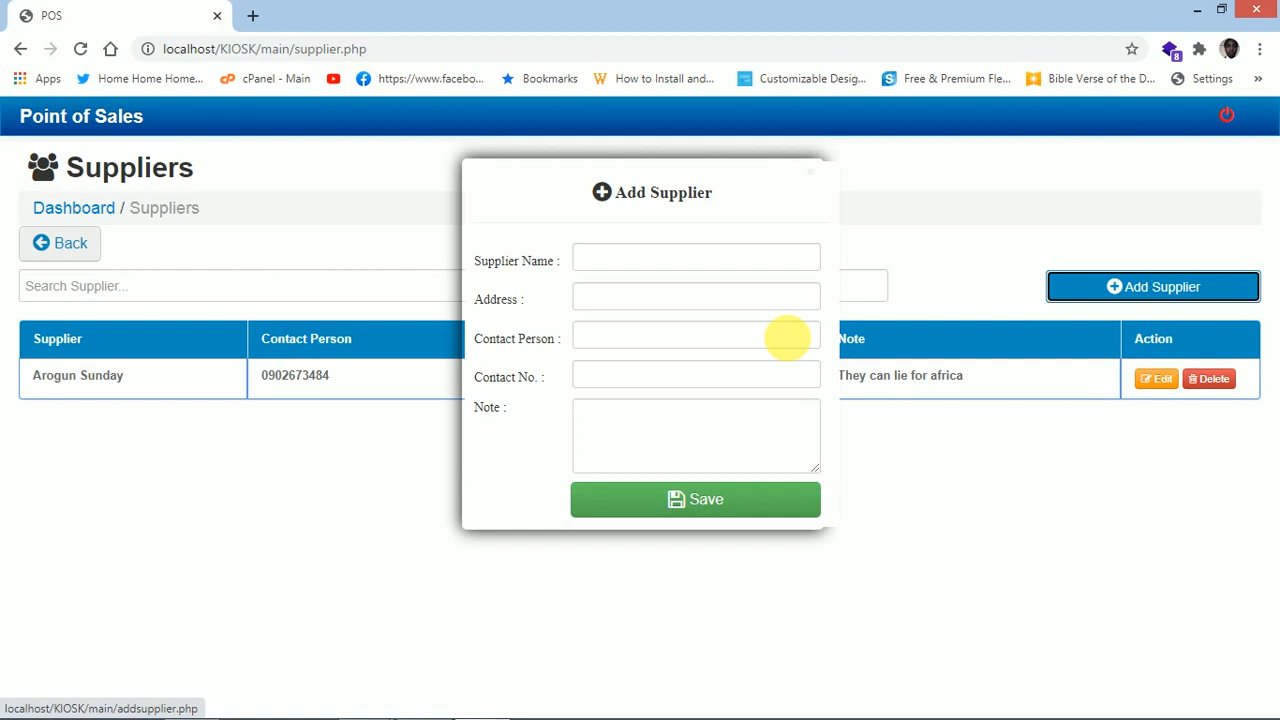 POS
localhost/KIOSK/main/supplier.php
Apps Home Home Home... cPanel - Main https://www.facebo... Bookmarks How to Install and... Customizable Desig... Free & Premium Fle... Bible Verse of the D... Settings »
8
Point of Sales
Suppliers
Dashboard / Suppliers
Back
Search Supplier...
Add Supplier
Supplier Contact Person Note Action
Arogun Sunday 0902673484 They can lie for africa Edit Delete
×
Add Supplier
Supplier Name :
Address :
Contact Person :
Contact No. :
Note :
Save
localhost/KIOSK/main/addsupplier.php